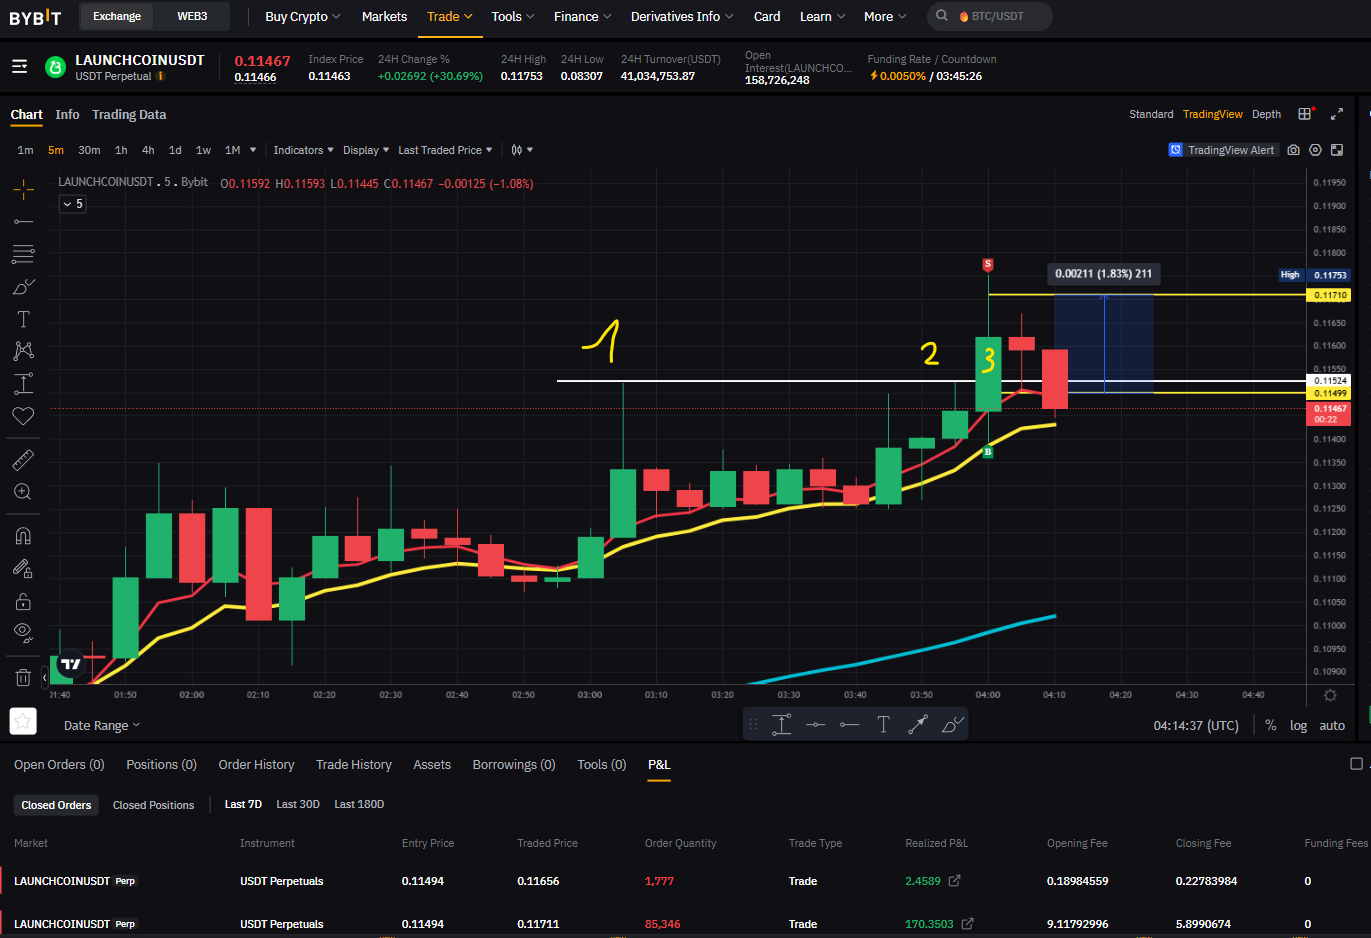 BYBIT Exchange WEB3 Buy Crypto Markets Trade Tools Finance Derivatives Info Card Learn More BTC/USDT
LAUNCHCOINUSDT
USDT Perpetual
0.11467
0.11466
Index Price
0.11463
24H Change %
+0.02692 (+30.69%)
24H High
0.11753
24H Low
0.08307
24H Turnover(USDT)
41,034,753.87
Open
Interest(LAUNCHCO...
158,726,248
Funding Rate / Countdown
0.0050% / 03:45:26
Chart Info Trading Data Standard TradingView Depth
1m 5m 30m 1h 4h 1d 1w 1M Indicators Display Last Traded Price TradingView Alert
LAUNCHCOINUSDT . 5 . Bybit O0.11592 H0.11593 L0.11445 C0.11467 −0.00125 (−1.08%)
5
0.11950
0.11900
0.11850
0.11800
High 0.11753
0.11710
0.11650
0.11600
0.11550
0.11524
0.11499
0.11467
00:22
0.11400
0.11350
0.11300
0.11250
0.11200
0.11150
0.11100
0.11050
0.11000
0.10950
0.10900
S
0.00211 (1.83%) 211
1
2
3
B
01:40 01:50 02:00 02:10 02:20 02:30 02:40 02:50 03:00 03:10 03:20 03:30 03:40 03:50 04:00 04:10 04:20 04:30 04:40
Date Range 04:14:37 (UTC) % log auto
Open Orders (0) Positions (0) Order History Trade History Assets Borrowings (0) Tools (0) P&L
Closed Orders Closed Positions Last 7D Last 30D Last 180D
Market Instrument Entry Price Traded Price Order Quantity Trade Type Realized P&L Opening Fee Closing Fee Funding Fees
LAUNCHCOINUSDT Perp USDT Perpetuals 0.11494 0.11656 1,777 Trade 2.4589 0.18984559 0.22783984 0
LAUNCHCOINUSDT Perp USDT Perpetuals 0.11494 0.11711 85,346 Trade 170.3503 9.11792996 5.8990674 0